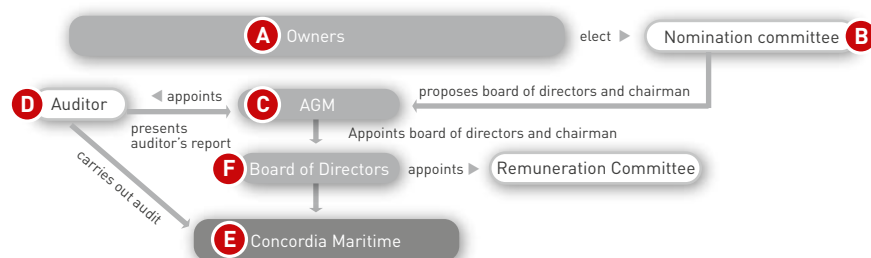 A Owners
elect ▶
Nomination committee B
D Auditor
◀ appoints
C AGM
proposes board of directors and chairman
presents
auditor's report
Appoints board of directors and chairman
carries out audit
F Board of Directors
appoints ▶
Remuneration Committee
E Concordia Maritime